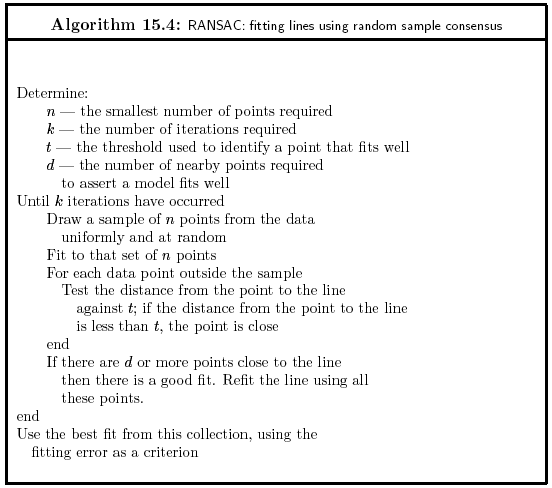 Algorithm 15.4: RANSAC: fitting lines using random sample consensus
Determine:
n — the smallest number of points required
k — the number of iterations required
t — the threshold used to identify a point that fits well
d — the number of nearby points required
to assert a model fits well
Until k iterations have occurred
Draw a sample of n points from the data
uniformly and at random
Fit to that set of n points
For each data point outside the sample
Test the distance from the point to the line
against t; if the distance from the point to the line
is less than t, the point is close
end
If there are d or more points close to the line
then there is a good fit. Refit the line using all
these points.
end
Use the best fit from this collection, using the
fitting error as a criterion